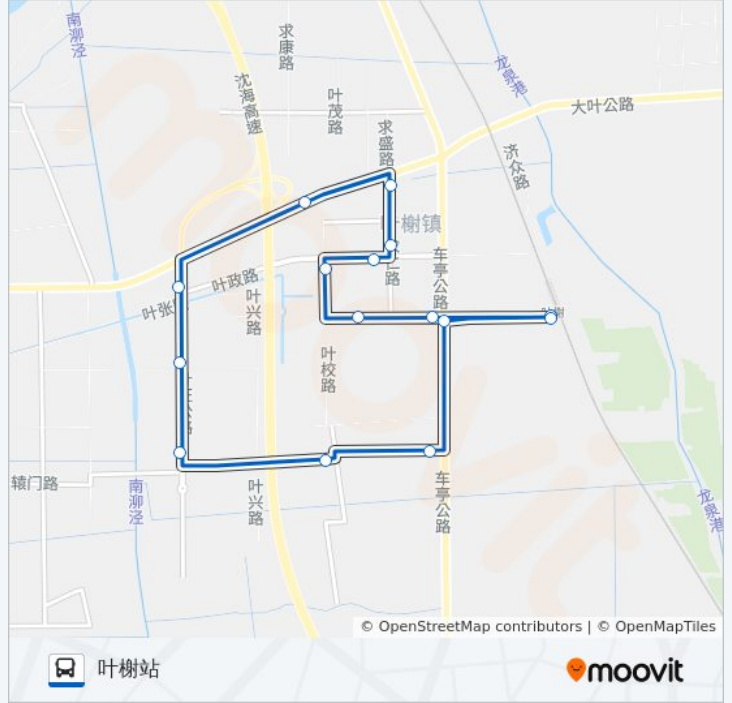 南泖泾
求康路
沈海高速
叶茂路
求盛路
龙泉港
大叶公路
济众路
叶榭镇
叶政路
车亭公路
叶兴路
叶校路
辕门路
南泖泾
叶兴路
车亭公路
龙泉港
© OpenStreetMap contributors | © OpenMapTiles
叶榭站
moovit